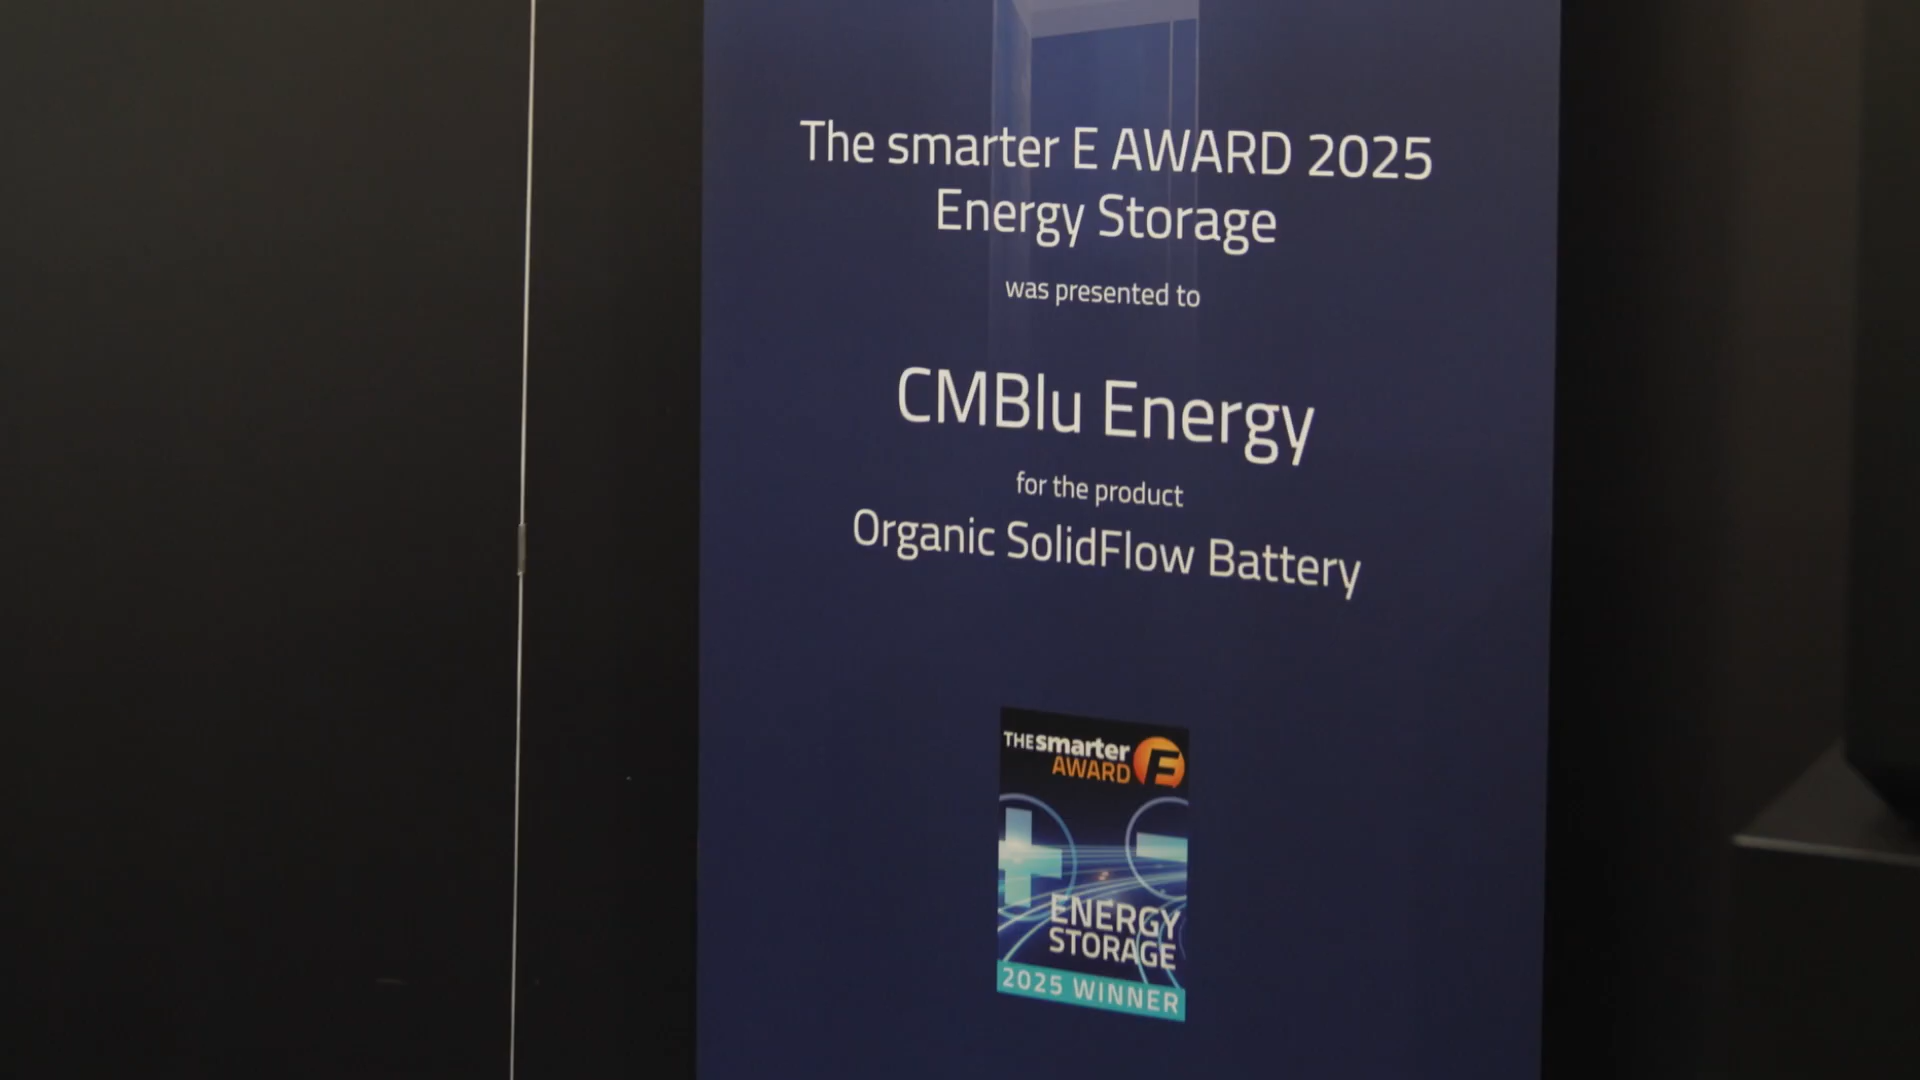 The smarter E AWARD 2025
Energy Storage
was presented to
CMBlu Energy
for the product
Organic SolidFlow Battery
THE smarter E
AWARD
ENERGY
STORAGE
2025 WINNER